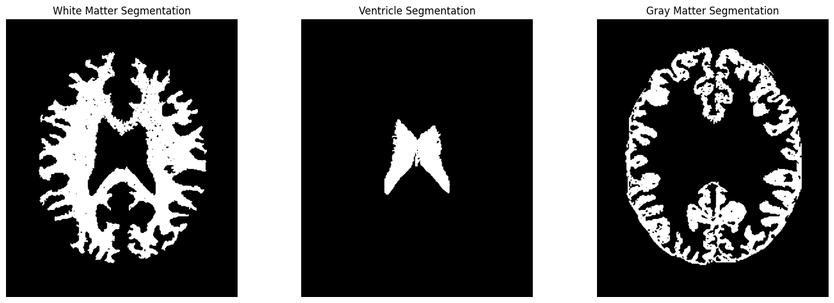 White Matter Segmentation
Ventricle Segmentation
Gray Matter Segmentation